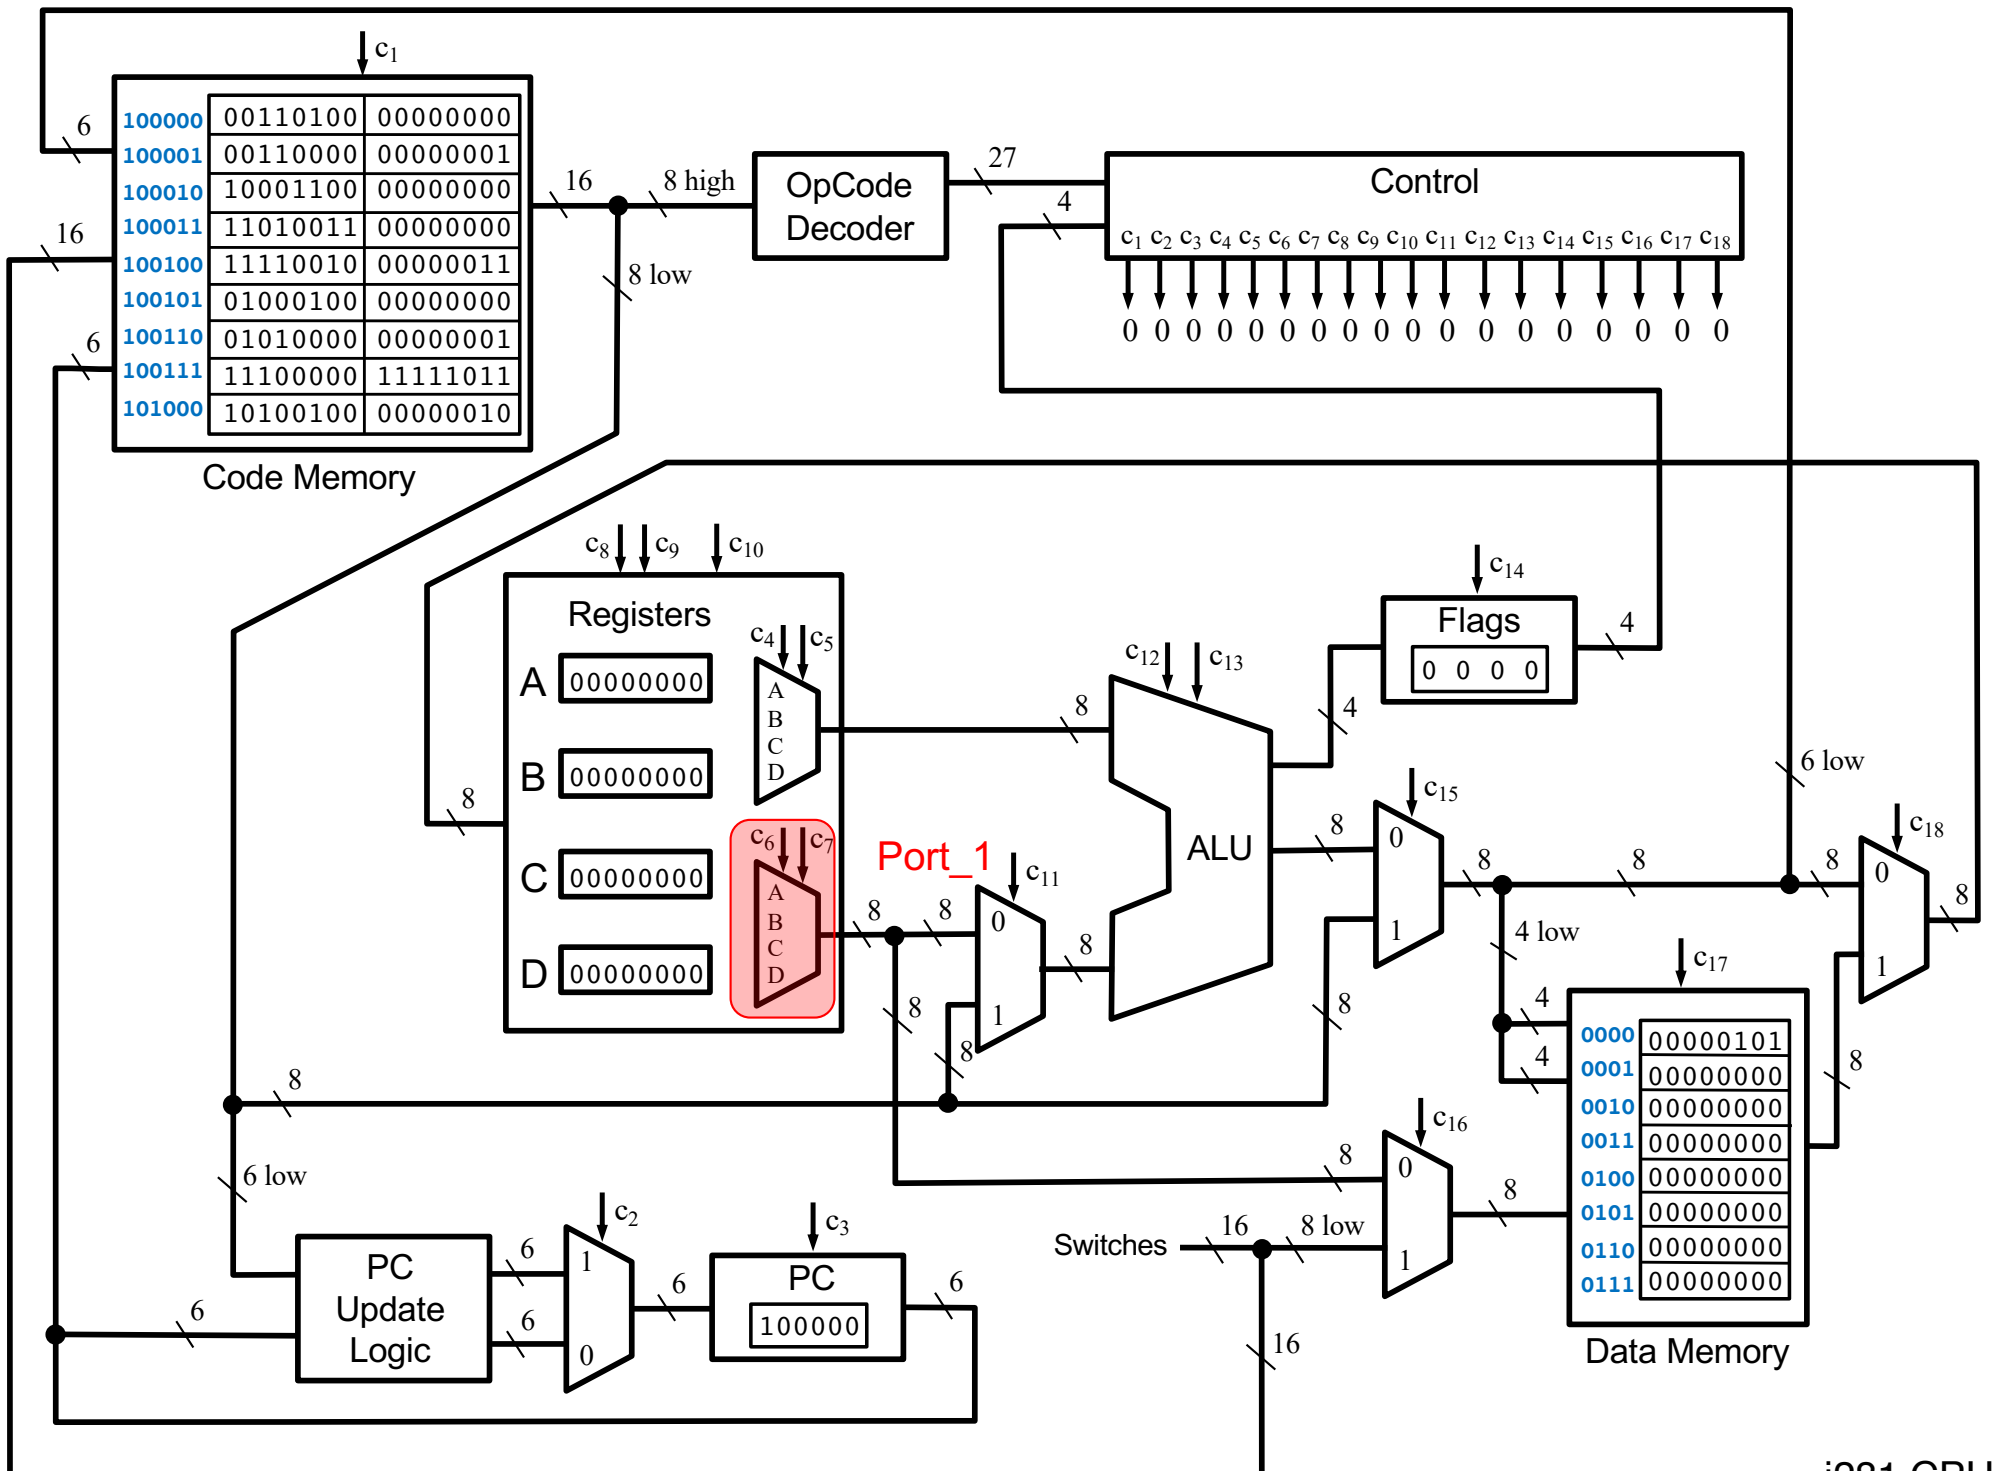 c1
100000 00110100 00000000
100001 00110000 00000001
100010 10001100 00000000
100011 11010011 00000000
100100 11110010 00000011
100101 01000100 00000000
100110 01010000 00000001
100111 11100000 11111011
101000 10100100 00000010
Code Memory
6
16
6
16
8 high
8 low
OpCode
Decoder
27
4
Control
c1 c2 c3 c4 c5 c6 c7 c8 c9 c10 c11 c12 c13 c14 c15 c16 c17 c18
0 0 0 0 0 0 0 0 0 0 0 0 0 0 0 0 0 0
c8 c9 c10
Registers
A 00000000
B 00000000
C 00000000
D 00000000
8
c4 c5
A
B
C
D
c6 c7
A
B
C
D
Port_1
8
8
8
8
c11
0
1
8
8
c12 c13
ALU
c14
Flags
0 0 0 0
4
4
8
c15
0
1
8
8
8
6 low
8
c18
0
1
8
4 low
4
4
c17
0000 00000101
0001 00000000
0010 00000000
0011 00000000
0100 00000000
0101 00000000
0110 00000000
0111 00000000
Data Memory
8
8
6 low
PC
Update
Logic
6
6
6
c2
1
0
6
c3
PC
100000
6
Switches
16
8 low
16
8
c16
0
1
8